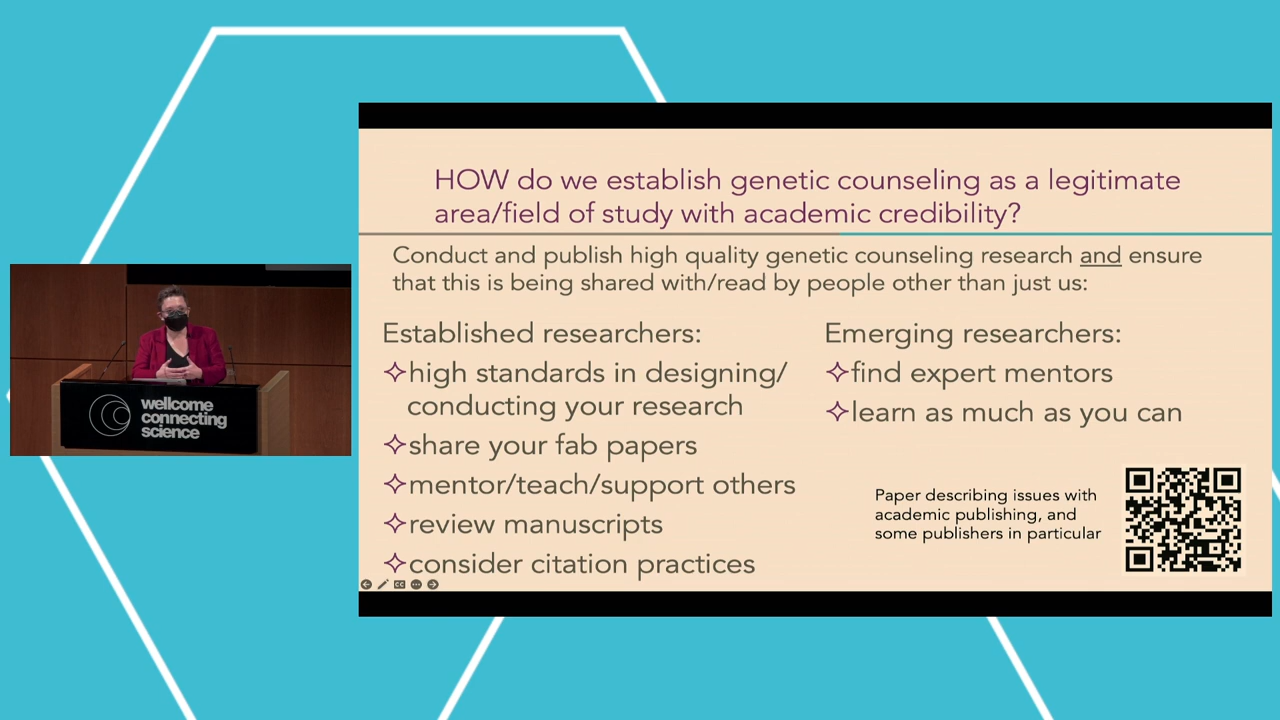 HOW do we establish genetic counseling as a legitimate
area/field of study with academic credibility?
Conduct and publish high quality genetic counseling research and ensure
that this is being shared with/read by people other than just us:
Established researchers:
✧high standards in designing/
conducting your research
✧share your fab papers
✧mentor/teach/support others
✧review manuscripts
✧consider citation practices
Emerging researchers:
✧find expert mentors
✧learn as much as you can
Paper describing issues with
academic publishing, and
some publishers in particular
wellcome
connecting
science